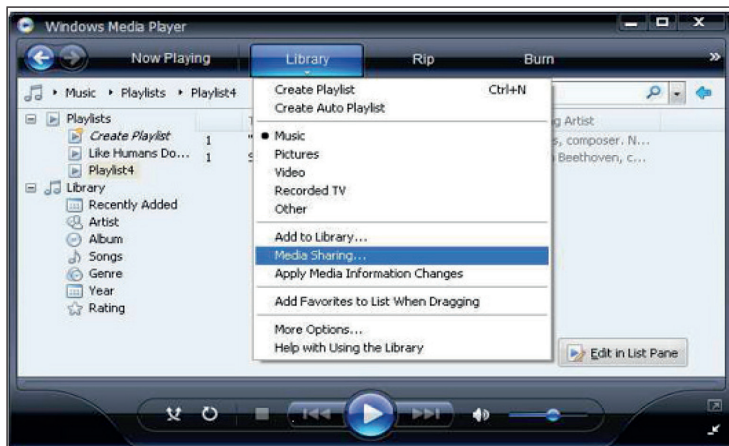 Windows Media Player
Now Playing Library Rip Burn »
Music ▸ Playlists ▸ Playlist4
Create Playlist Ctrl+N
Create Auto Playlist
Music
Pictures
Video
Recorded TV
Other
Add to Library...
Media Sharing...
Apply Media Information Changes
Add Favorites to List When Dragging
More Options...
Help with Using the Library
Playlists
Create Playlist
Like Humans Do...
Playlist4
Library
Recently Added
Artist
Album
Songs
Genre
Year
Rating
1
1
g Artist
s, composer. N...
Beethoven, c...
Edit in List Pane